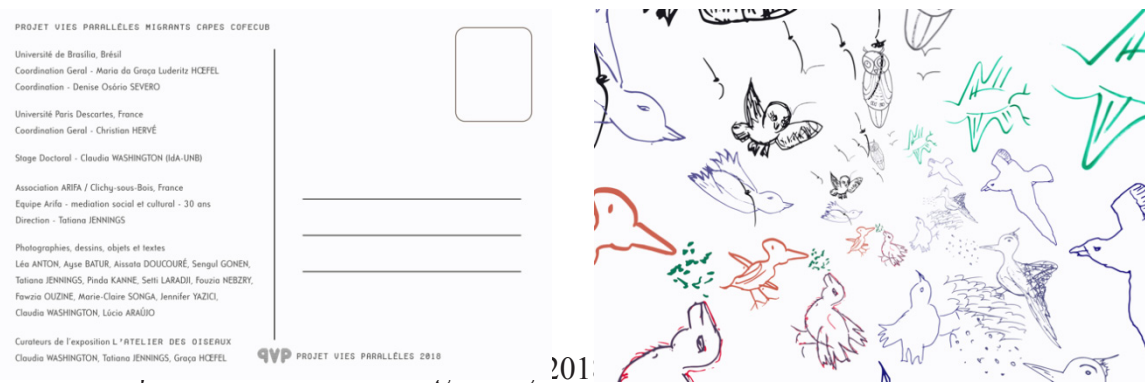 PROJET VIES PARALLÈLES MIGRANTS CAPES COFECUB
Université de Brasília, Brésil
Coordination Geral - Maria da Graça Luderitz HŒFEL
Coordination - Denise Osório SEVERO
Université Paris Descartes, France
Coordination Geral - Christian HERVÉ
Stage Doctoral - Claudia WASHINGTON (IdA-UNB)
Association ARIFA / Clichy-sous-Bois, France
Equipe Arifa - mediation social et cultural - 30 ans
Direction - Tatiana JENNINGS
Photographies, dessins, objets et textes
Léa ANTON, Ayse BATUR, Aissata DOUCOURÉ, Sengul GONEN,
Tatiana JENNINGS, Pinda KANNE, Setti LARADJI, Fouzia NEBZRY,
Fawzia OUZINE, Marie-Claire SONGA, Jennifer YAZICI,
Claudia WASHINGTON, Lúcio ARAÚJO
Curateurs de l'exposition L'ATELIER DES OISEAUX
Claudia WASHINGTON, Tatiana JENNINGS, Graça HŒFEL
PVP PROJET VIES PARALLÈLES 2018